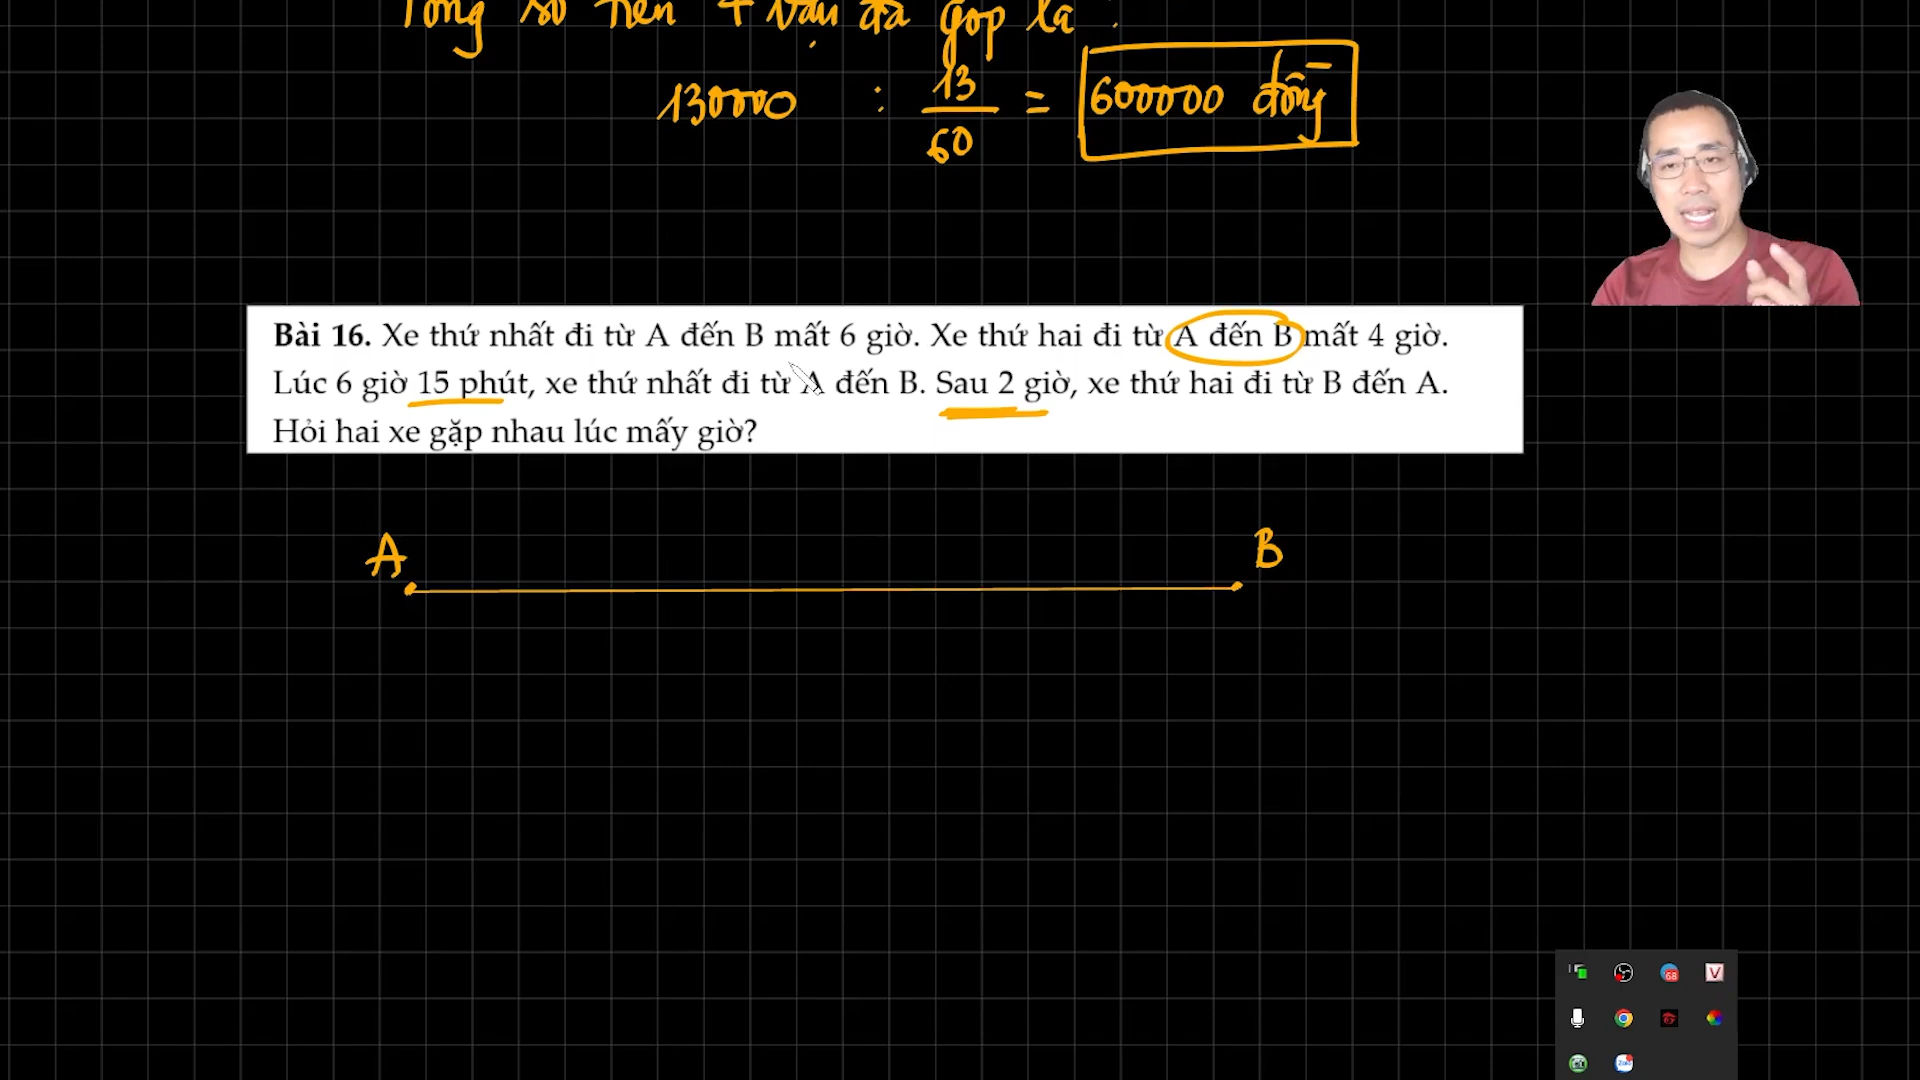 Tổng số tiền 4 bạn đã góp là :
130000 : 13/60 = 600000 đồng
Bài 16. Xe thứ nhất đi từ A đến B mất 6 giờ. Xe thứ hai đi từ A đến B mất 4 giờ.
Lúc 6 giờ 15 phút, xe thứ nhất đi từ A đến B. Sau 2 giờ, xe thứ hai đi từ B đến A.
Hỏi hai xe gặp nhau lúc mấy giờ?
A B
68 V
Zalo